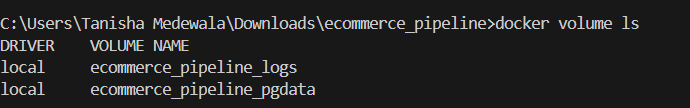 C:\Users\Tanisha Medewala\Downloads\ecommerce_pipeline>docker volume ls
DRIVER    VOLUME NAME
local     ecommerce_pipeline_logs
local     ecommerce_pipeline_pgdata